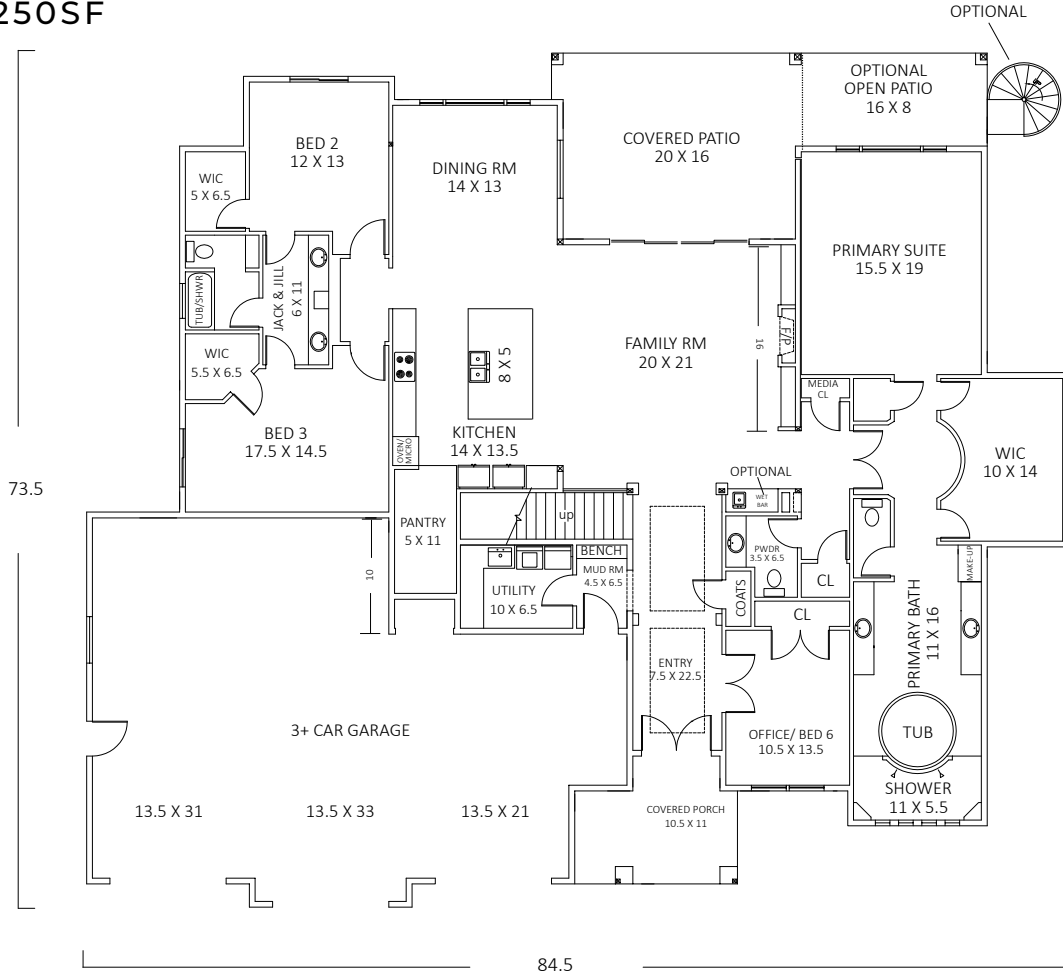 250SF
OPTIONAL
OPTIONAL
OPEN PATIO
16 X 8
COVERED PATIO
20 X 16
BED 2
12 X 13
DINING RM
14 X 13
WIC
5 X 6.5
PRIMARY SUITE
15.5 X 19
JACK & JILL
6 X 11
TUB/SHWR
F/P
16
FAMILY RM
20 X 21
8 X 5
WIC
5.5 X 6.5
MEDIA
CL
BED 3
17.5 X 14.5
OVEN/
MICRO
KITCHEN
14 X 13.5
WIC
10 X 14
OPTIONAL
WET
BAR
73.5
up
PANTRY
5 X 11
BENCH
MUD RM
4.5 X 6.5
PWDR
3.5 X 6.5
10
UTILITY
10 X 6.5
COATS
CL
CL
MAKE-UP
PRIMARY BATH
11 X 16
ENTRY
7.5 X 22.5
3+ CAR GARAGE
OFFICE/ BED 6
10.5 X 13.5
TUB
SHOWER
11 X 5.5
13.5 X 31
13.5 X 33
13.5 X 21
COVERED PORCH
10.5 X 11
84.5